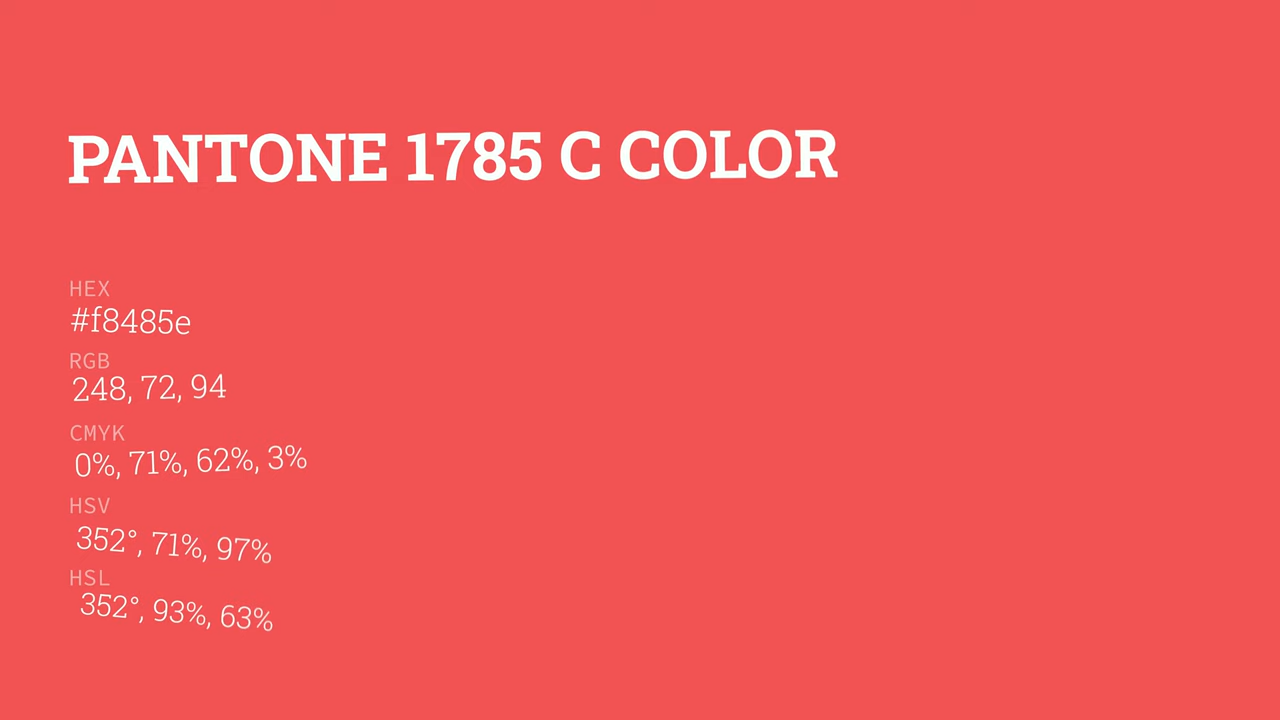 PANTONE 1785 C COLOR
HEX
#f8485e
RGB
248, 72, 94
CMYK
0%, 71%, 62%, 3%
HSV
352°, 71%, 97%
HSL
352°, 93%, 63%